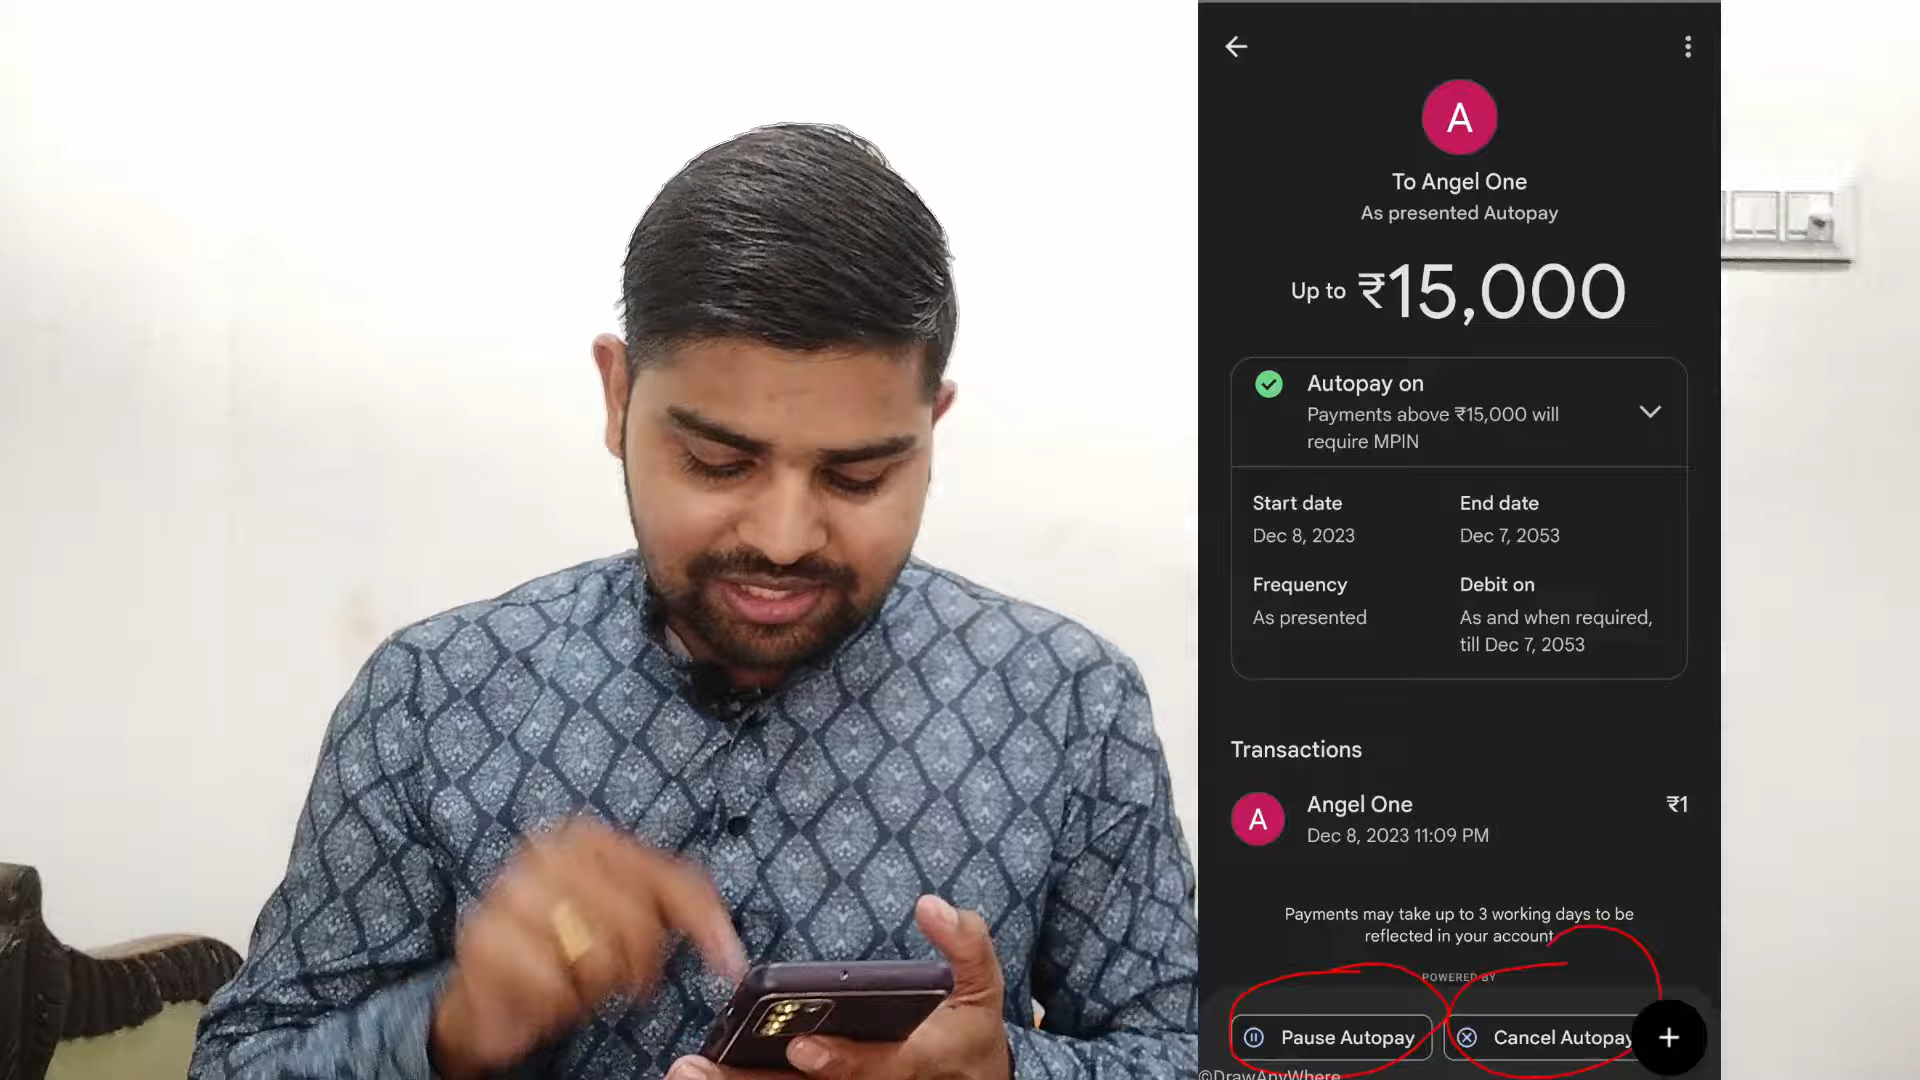 A
To Angel One
As presented Autopay
Up to ₹15,000
Autopay on
Payments above ₹15,000 will
require MPIN
Start date
End date
Dec 8, 2023
Dec 7, 2053
Frequency
Debit on
As presented
As and when required,
till Dec 7, 2053
Transactions
A
Angel One
₹1
Dec 8, 2023 11:09 PM
Payments may take up to 3 working days to be
reflected in your account
POWERED BY
Pause Autopay
Cancel Autopay
©DrawAnyWhere